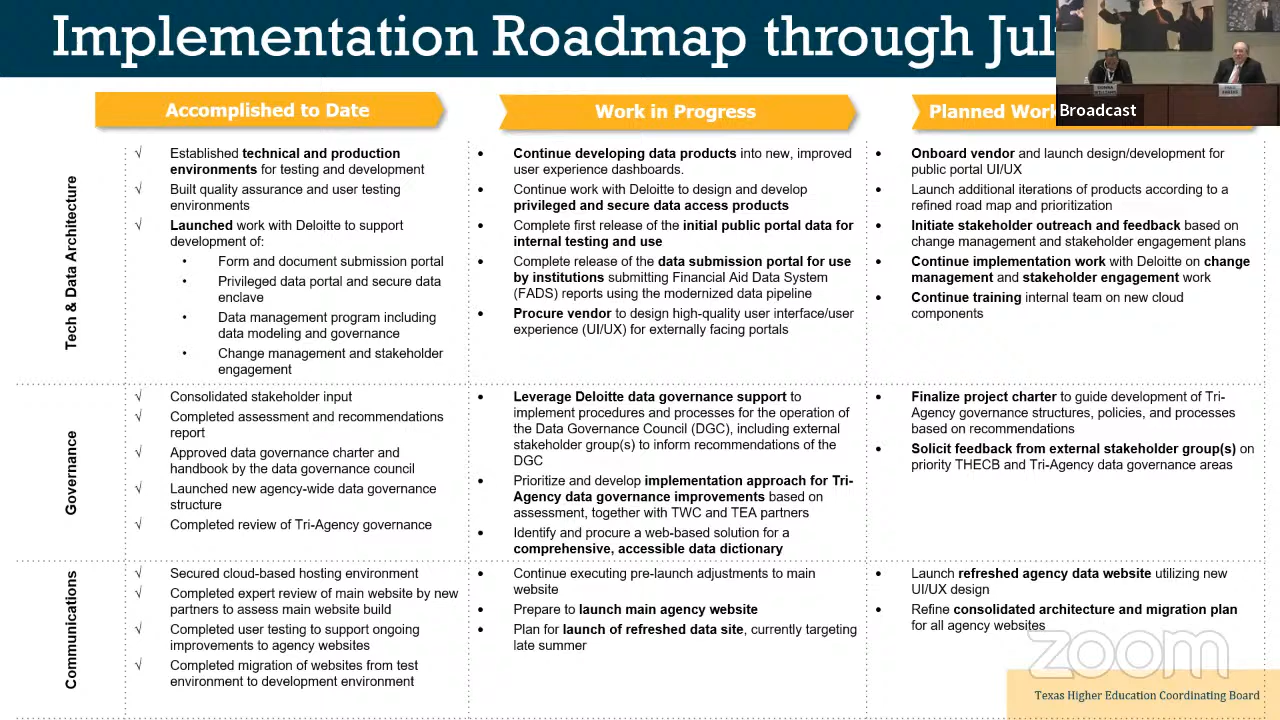 Implementation Roadmap through Jul
Broadcast
Accomplished to Date
Work in Progress
Planned Work
Tech & Data Architecture
√ Established technical and production
environments for testing and development
√ Built quality assurance and user testing
environments
√ Launched work with Deloitte to support
development of:
• Form and document submission portal
• Privileged data portal and secure data
enclave
• Data management program including
data modeling and governance
• Change management and stakeholder
engagement
• Continue developing data products into new, improved
user experience dashboards.
• Continue work with Deloitte to design and develop
privileged and secure data access products
• Complete first release of the initial public portal data for
internal testing and use
• Complete release of the data submission portal for use
by institutions submitting Financial Aid Data System
(FADS) reports using the modernized data pipeline
• Procure vendor to design high-quality user interface/user
experience (UI/UX) for externally facing portals
• Onboard vendor and launch design/development for
public portal UI/UX
• Launch additional iterations of products according to a
refined road map and prioritization
• Initiate stakeholder outreach and feedback based on
change management and stakeholder engagement plans
• Continue implementation work with Deloitte on change
management and stakeholder engagement work
• Continue training internal team on new cloud
components
Governance
√ Consolidated stakeholder input
√ Completed assessment and recommendations
report
√ Approved data governance charter and
handbook by the data governance council
√ Launched new agency-wide data governance
structure
√ Completed review of Tri-Agency governance
• Leverage Deloitte data governance support to
implement procedures and processes for the operation of
the Data Governance Council (DGC), including external
stakeholder group(s) to inform recommendations of the
DGC
• Prioritize and develop implementation approach for Tri-
Agency data governance improvements based on
assessment, together with TWC and TEA partners
• Identify and procure a web-based solution for a
comprehensive, accessible data dictionary
• Finalize project charter to guide development of Tri-
Agency governance structures, policies, and processes
based on recommendations
• Solicit feedback from external stakeholder group(s) on
priority THECB and Tri-Agency data governance areas
Communications
√ Secured cloud-based hosting environment
√ Completed expert review of main website by new
partners to assess main website build
√ Completed user testing to support ongoing
improvements to agency websites
√ Completed migration of websites from test
environment to development environment
• Continue executing pre-launch adjustments to main
website
• Prepare to launch main agency website
• Plan for launch of refreshed data site, currently targeting
late summer
• Launch refreshed agency data website utilizing new
UI/UX design
• Refine consolidated architecture and migration plan
for all agency websites
zoom
Texas Higher Education Coordinating Board